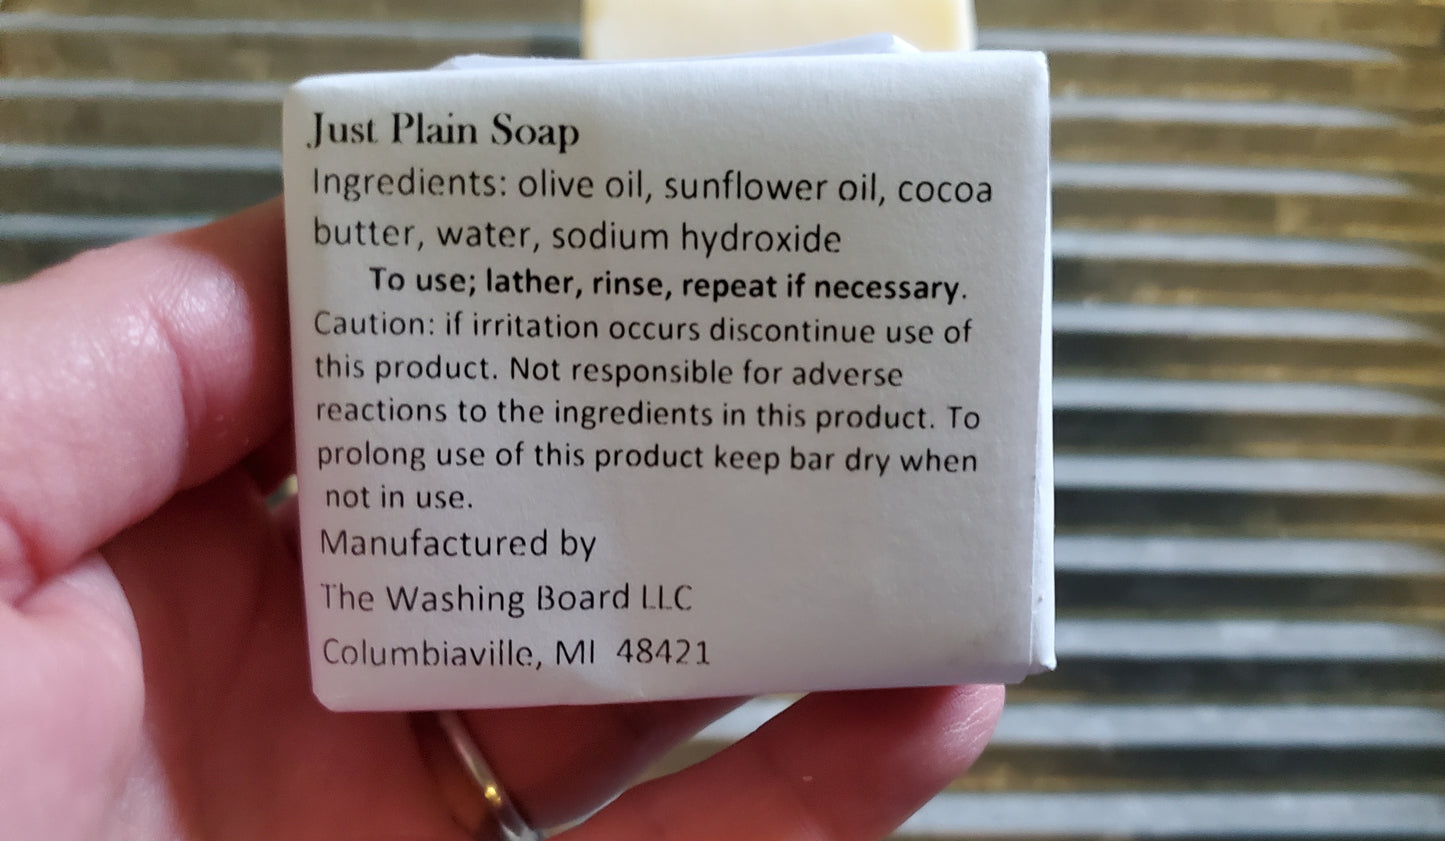 Just Plain Soap
Ingredients: olive oil, sunflower oil, cocoa
butter, water, sodium hydroxide
To use; lather, rinse, repeat if necessary.
Caution: if irritation occurs discontinue use of
this product. Not responsible for adverse
reactions to the ingredients in this product. To
prolong use of this product keep bar dry when
not in use.
Manufactured by
The Washing Board LLC
Columbiaville, MI  48421